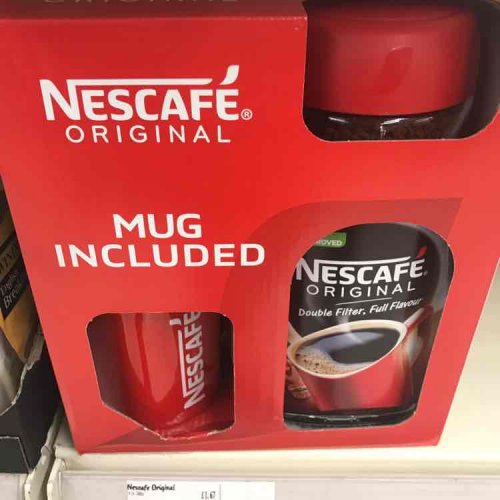 NESCAFÉ®
ORIGINAL
MUG
INCLUDED
NESCAFÉ
NESCAFÉ
ORIGINAL
Double Filter, Full Flavour
Nescafe Original
£1.67